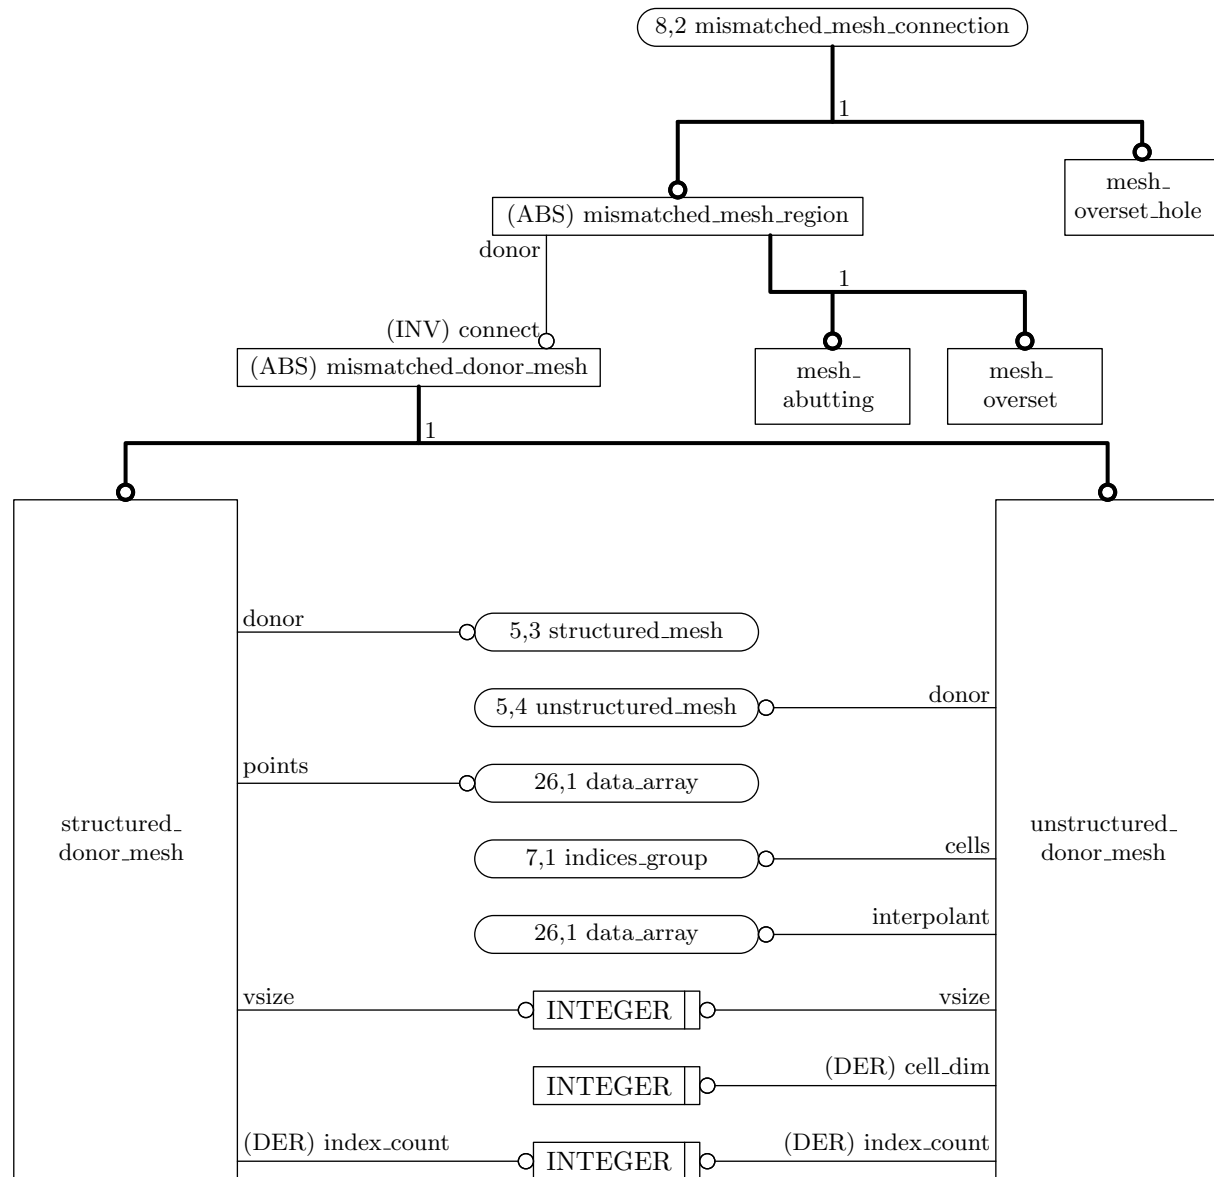 8,2 mismatched_mesh_connection
1
mesh_
overset_hole
(ABS) mismatched_mesh_region
donor
1
(INV) connect
(ABS) mismatched_donor_mesh
mesh_
abutting
mesh_
overset
1
donor
5,3 structured_mesh
5,4 unstructured_mesh
donor
points
26,1 data_array
structured_
donor_mesh
unstructured_
donor_mesh
7,1 indices_group
cells
26,1 data_array
interpolant
vsize
INTEGER
vsize
INTEGER
(DER) cell_dim
(DER) index_count
INTEGER
(DER) index_count